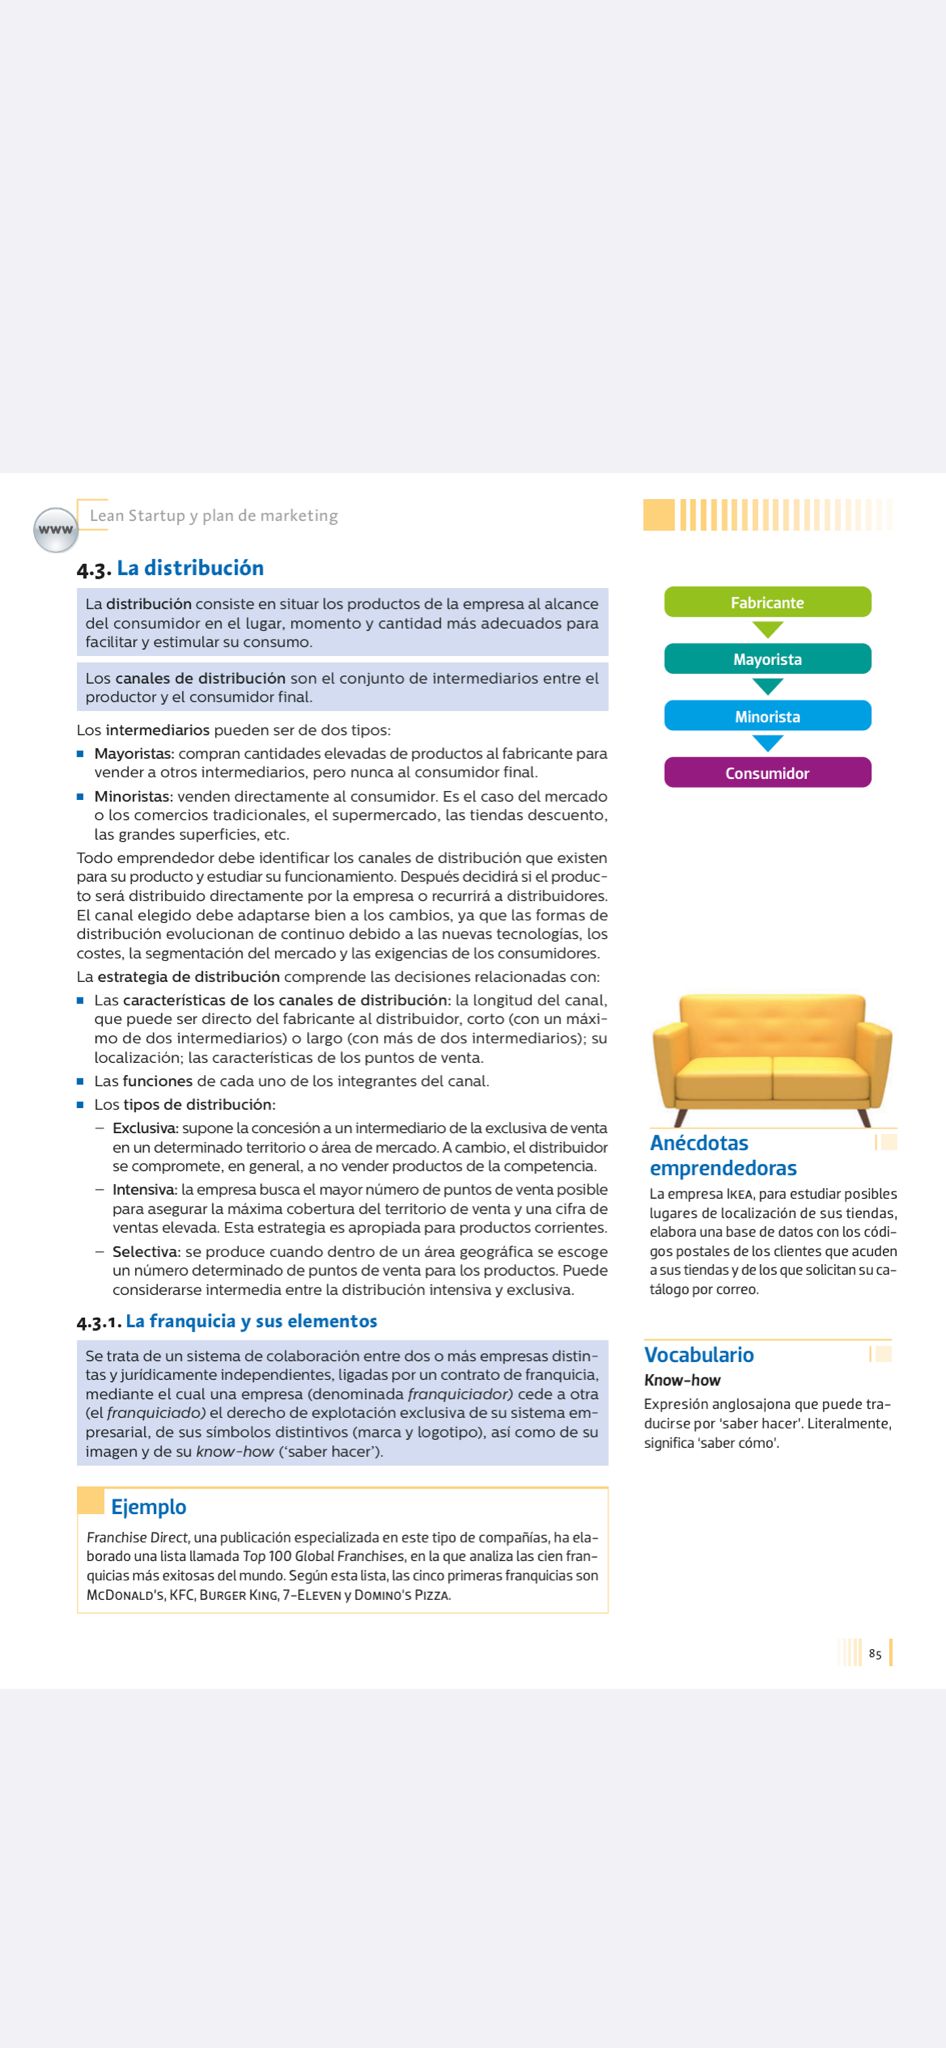 www
Lean Startup y plan de marketing
4.3. La distribución
La distribución consiste en situar los productos de la empresa al alcance
del consumidor en el lugar, momento y cantidad más adecuados para
facilitar y estimular su consumo.
Los canales de distribución son el conjunto de intermediarios entre el
productor y el consumidor final.
Los intermediarios pueden ser de dos tipos:
■ Mayoristas: compran cantidades elevadas de productos al fabricante para
vender a otros intermediarios, pero nunca al consumidor final.
■ Minoristas: venden directamente al consumidor. Es el caso del mercado
o los comercios tradicionales, el supermercado, las tiendas descuento,
las grandes superficies, etc.
Todo emprendedor debe identificar los canales de distribución que existen
para su producto y estudiar su funcionamiento. Después decidirá si el produc-
to será distribuido directamente por la empresa o recurrirá a distribuidores.
El canal elegido debe adaptarse bien a los cambios, ya que las formas de
distribución evolucionan de continuo debido a las nuevas tecnologías, los
costes, la segmentación del mercado y las exigencias de los consumidores.
La estrategia de distribución comprende las decisiones relacionadas con:
■ Las características de los canales de distribución: la longitud del canal,
que puede ser directo del fabricante al distribuidor, corto (con un máxi-
mo de dos intermediarios) o largo (con más de dos intermediarios); su
localización; las características de los puntos de venta.
■ Las funciones de cada uno de los integrantes del canal.
■ Los tipos de distribución:
– Exclusiva: supone la concesión a un intermediario de la exclusiva de venta
en un determinado territorio o área de mercado. A cambio, el distribuidor
se compromete, en general, a no vender productos de la competencia.
– Intensiva: la empresa busca el mayor número de puntos de venta posible
para asegurar la máxima cobertura del territorio de venta y una cifra de
ventas elevada. Esta estrategia es apropiada para productos corrientes.
– Selectiva: se produce cuando dentro de un área geográfica se escoge
un número determinado de puntos de venta para los productos. Puede
considerarse intermedia entre la distribución intensiva y exclusiva.
4.3.1. La franquicia y sus elementos
Se trata de un sistema de colaboración entre dos o más empresas distin-
tas y jurídicamente independientes, ligadas por un contrato de franquicia,
mediante el cual una empresa (denominada franquiciador) cede a otra
(el franquiciado) el derecho de explotación exclusiva de su sistema em-
presarial, de sus símbolos distintivos (marca y logotipo), así como de su
imagen y de su know-how ('saber hacer').
Ejemplo
Franchise Direct, una publicación especializada en este tipo de compañías, ha ela-
borado una lista llamada Top 100 Global Franchises, en la que analiza las cien fran-
quicias más exitosas del mundo. Según esta lista, las cinco primeras franquicias son
MCDONALD'S, KFC, BURGER KING, 7-ELEVEN y DOMINO'S PIZZA.
Fabricante
Mayorista
Minorista
Consumidor
Anécdotas
emprendedoras
La empresa IKEA, para estudiar posibles
lugares de localización de sus tiendas,
elabora una base de datos con los códi-
gos postales de los clientes que acuden
a sus tiendas y de los que solicitan su ca-
tálogo por correo.
Vocabulario
Know-how
Expresión anglosajona que puede tra-
ducirse por 'saber hacer'. Literalmente,
significa 'saber cómo'.
85